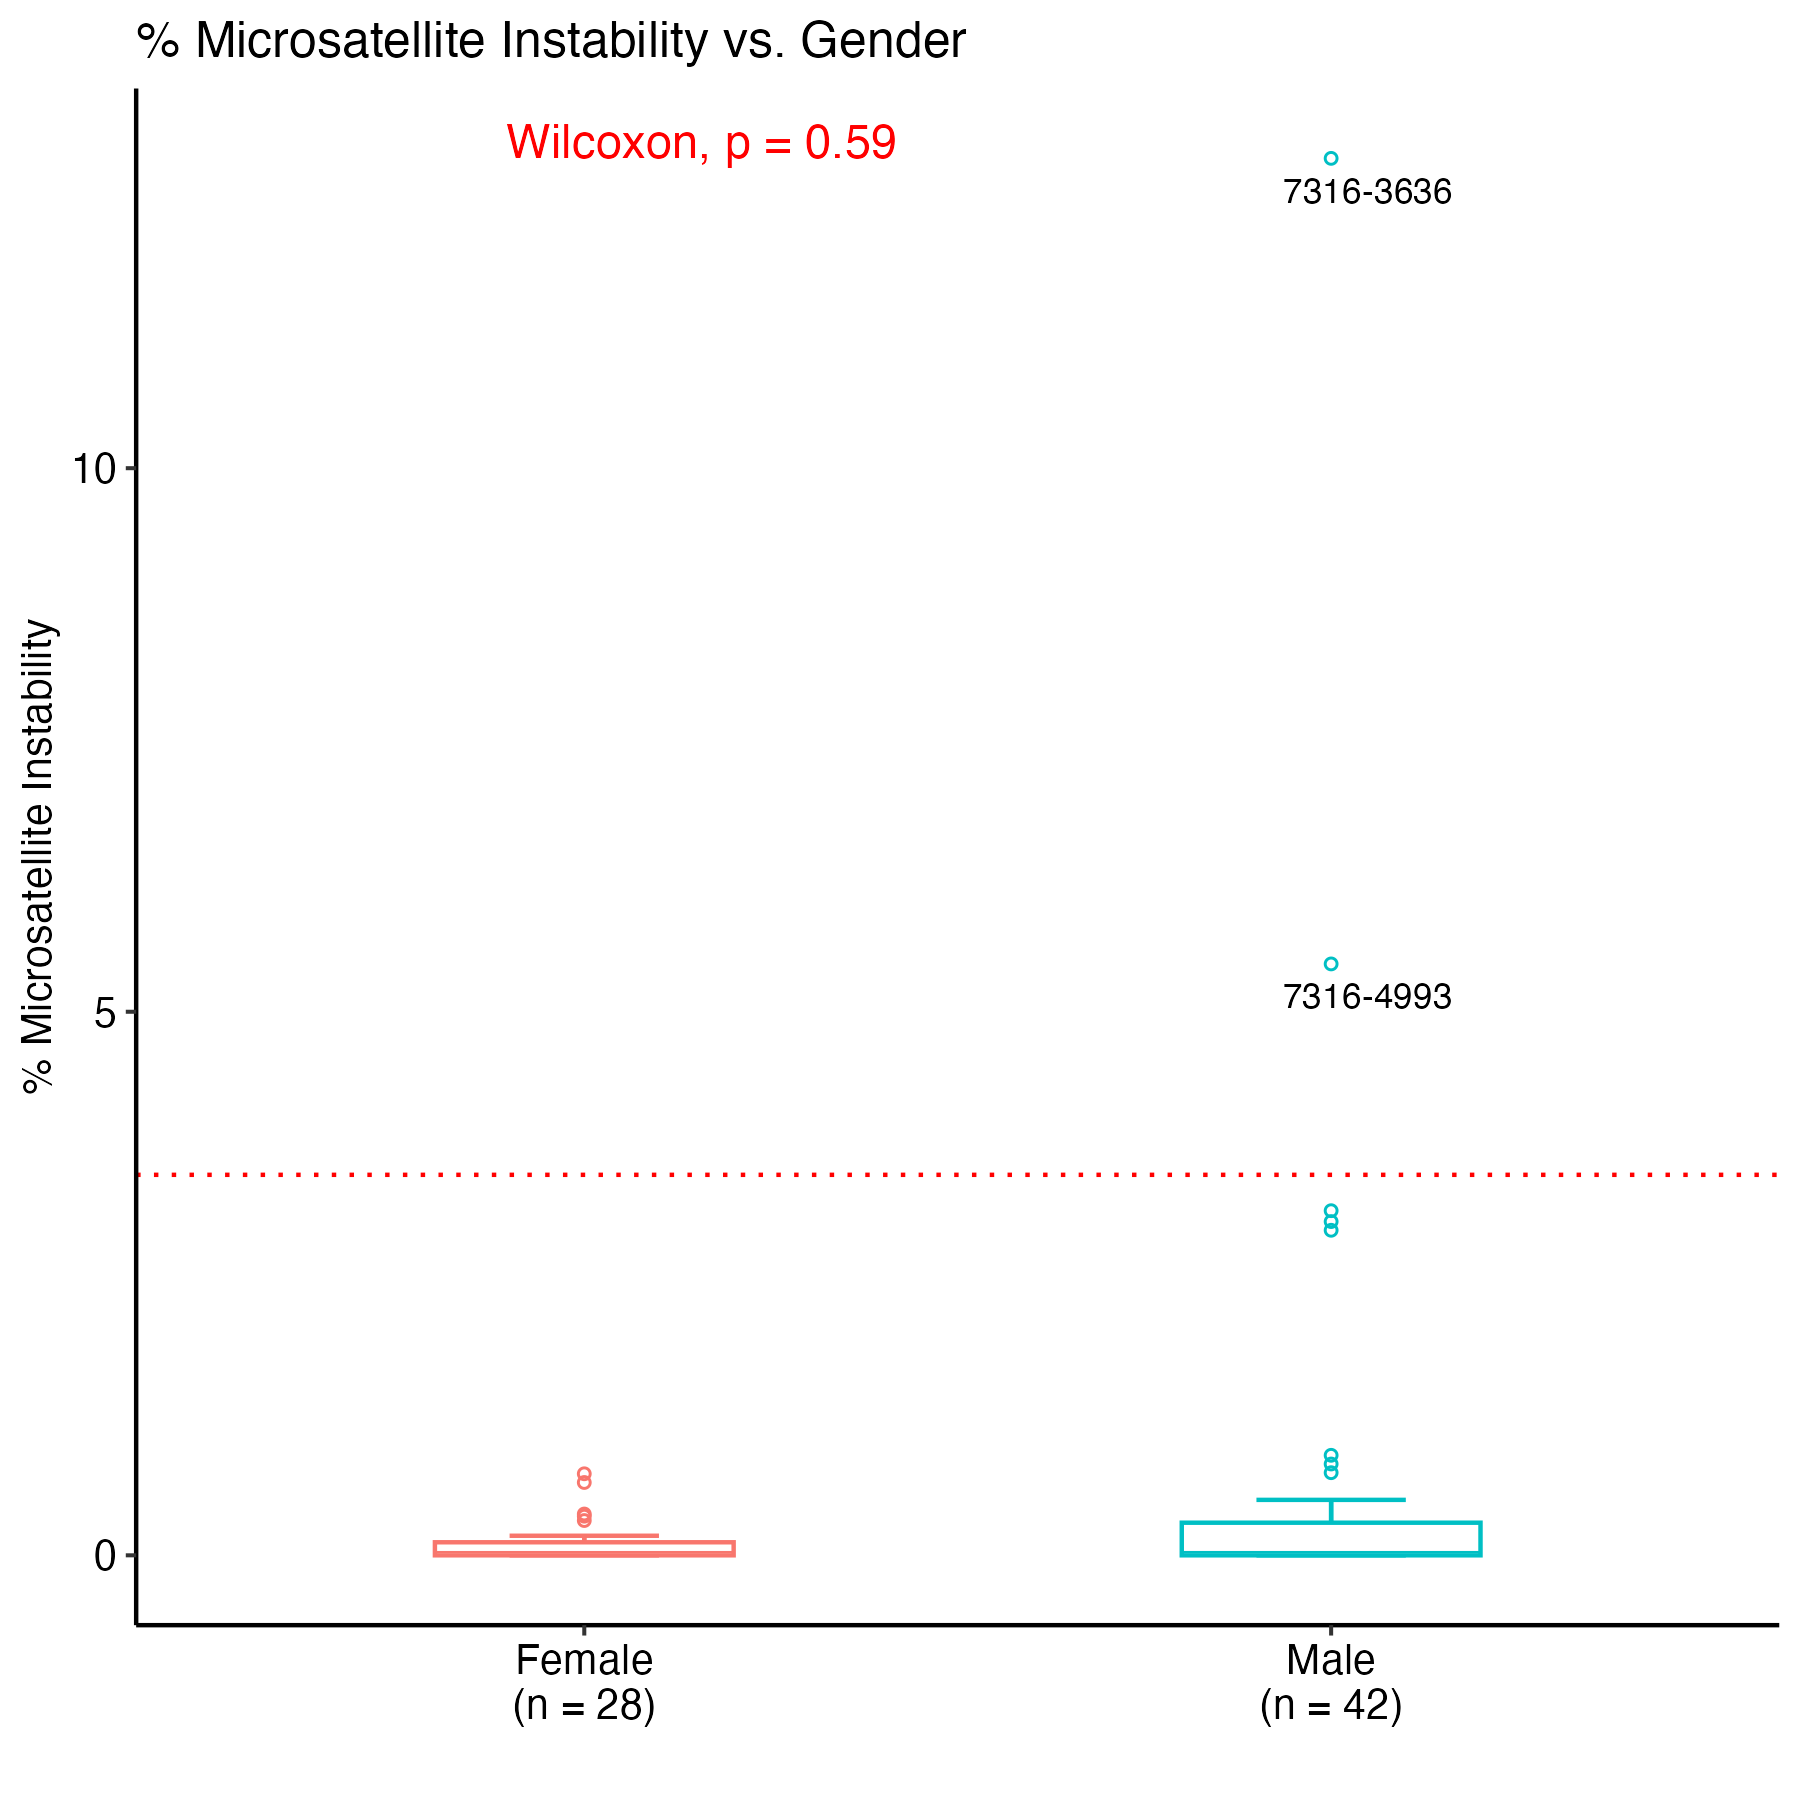 % Microsatellite Instability vs. Gender
Wilcoxon, p = 0.59
7316-3636
10
% Microsatellite Instability
7316-4993
5
0
Female
(n = 28)
Male
(n = 42)